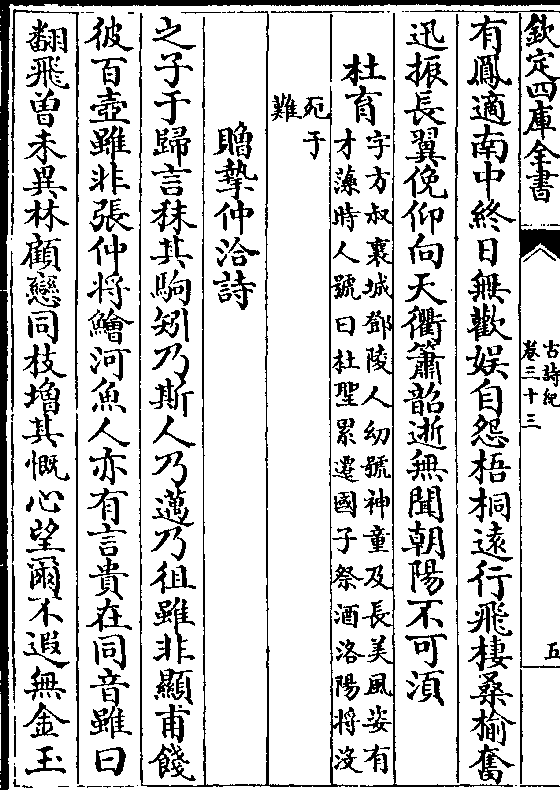 欽定四庫全書
古詩紀
卷三十三
五
有鳳適南中終日無歡娱自怨梧桐遠行飛棲桑榆奮
迅振長翼俛仰向天衢簫韶逝無聞朝陽不可須
杜育字方叔襄城鄧陵人幼號神童及長美風姿有
才藻時人號曰杜聖累遷國子祭酒洛陽將沒
死于
難
贈摯仲洽詩
之子于歸言秣其駒矧乃斯人乃邁乃徂雖非顯甫餞
彼百壺雖非張仲將鱠河魚人亦有言貴在同音雖曰
翻飛曽未異林顧戀同枝増其慨心望爾不遐無金玉